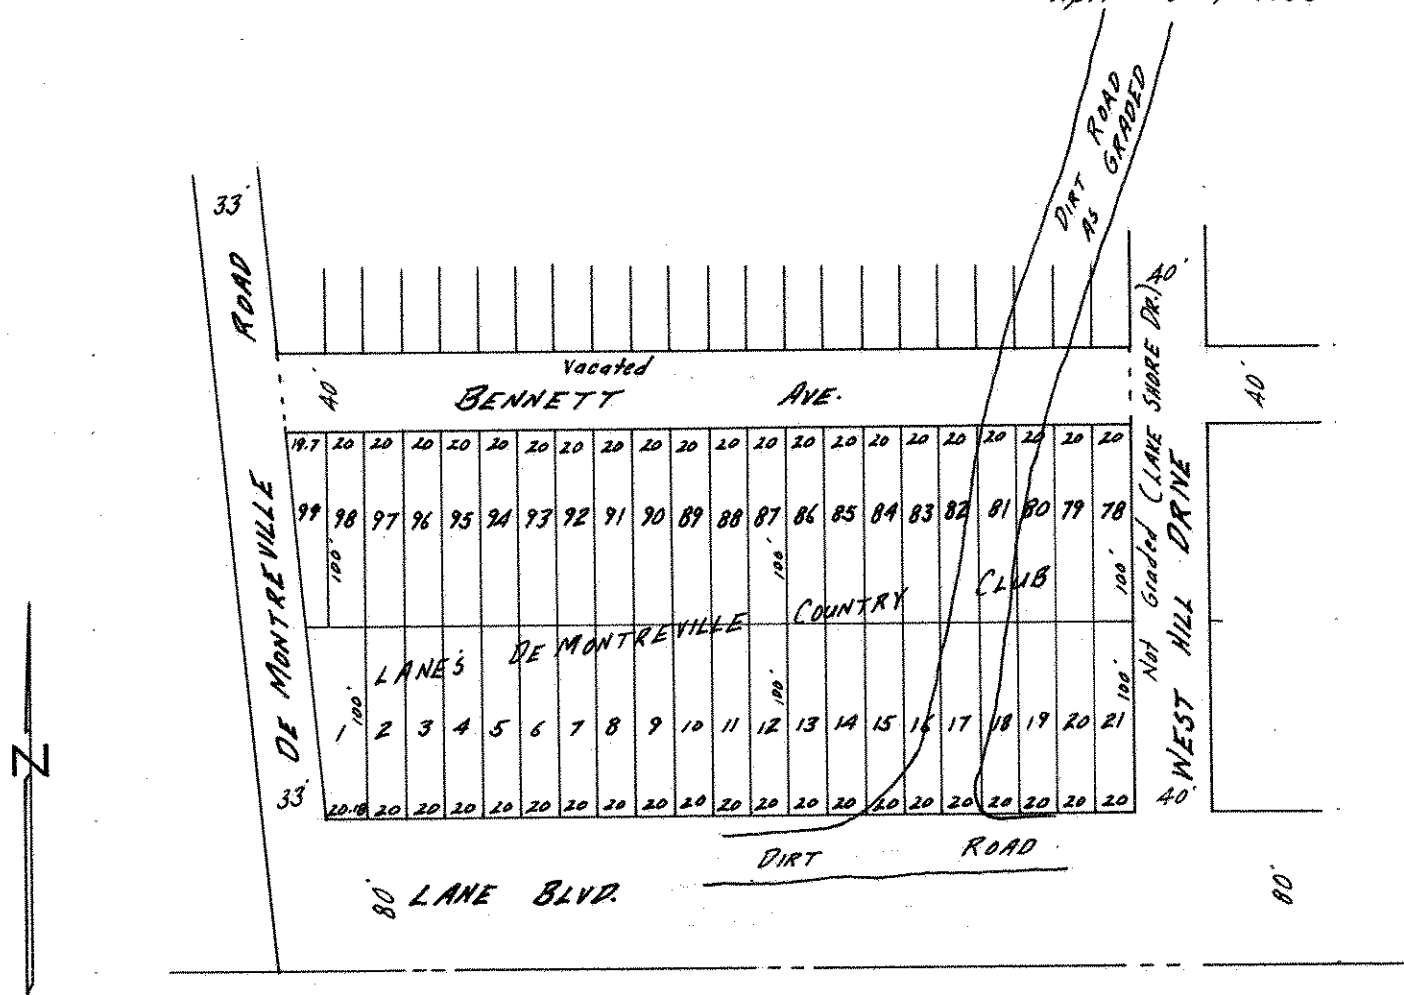 DIRT ROAD
AS GRADED
33'
ROAD
DE MONTREVILLE
33'
40'
Vacated
BENNETT AVE.
40'
Not Graded (LAKE SHORE DR.)
WEST HILL DRIVE
40'
40'
19.7 20 20 20 20 20 20 20 20 20 20 20 20 20 20 20 20 20 20 20 20 20
99 98 97 96 95 94 93 92 91 90 89 88 87 86 85 84 83 82 81 80 79 78
100' 100' 100'
LANE'S DE MONTREVILLE COUNTRY CLUB
100' 100' 100'
1 2 3 4 5 6 7 8 9 10 11 12 13 14 15 16 17 18 19 20 21
20.18 20 20 20 20 20 20 20 20 20 20 20 20 20 20 20 20 20 20 20 20
DIRT ROAD
80' LANE BLVD.
80'
N